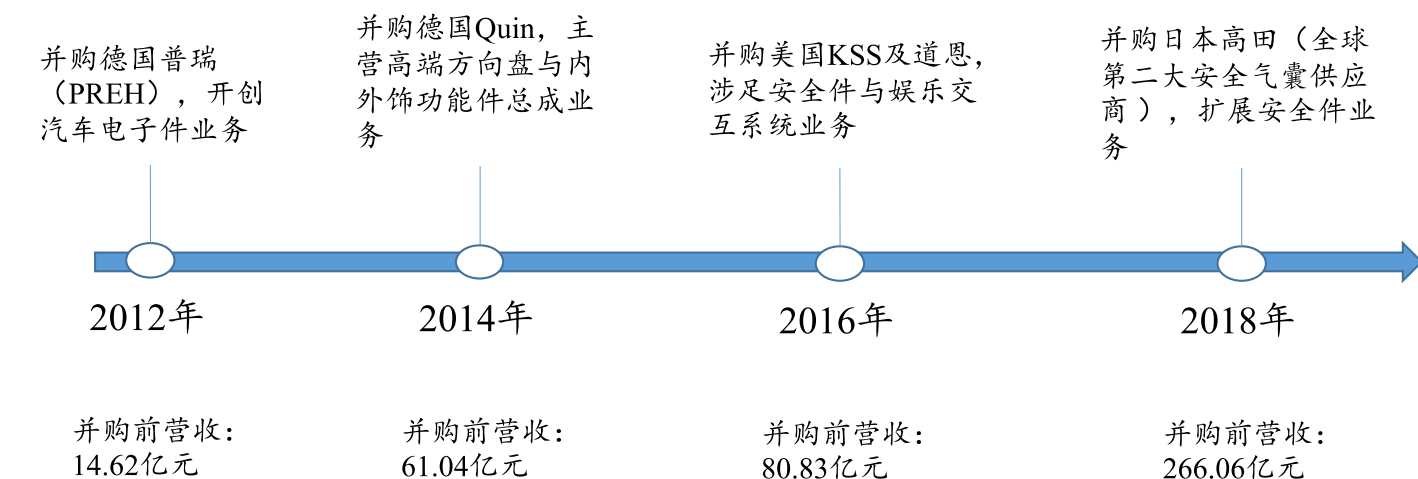 并购德国普瑞
（PREH），开创
汽车电子件业务
并购德国Quin，主
营高端方向盘与内
外饰功能件总成业
务
并购美国KSS及道恩，
涉足安全件与娱乐交
互系统业务
并购日本高田（全球
第二大安全气囊供应
商），扩展安全件业
务
2012年
2014年
2016年
2018年
并购前营收：
14.62亿元
并购前营收：
61.04亿元
并购前营收：
80.83亿元
并购前营收：
266.06亿元